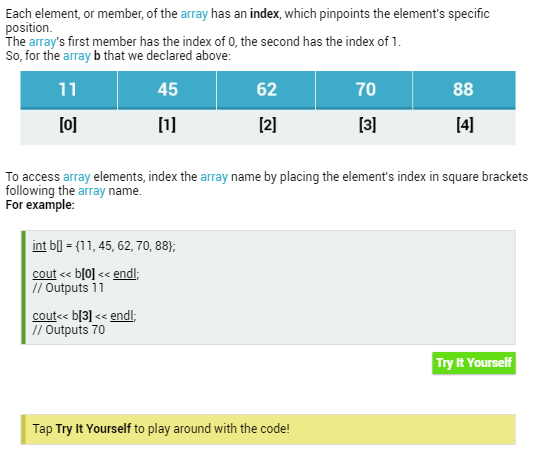 Each element, or member, of the array has an index, which pinpoints the element's specific
position.
The array's first member has the index of 0, the second has the index of 1.
So, for the array b that we declared above:
11 45 62 70 88
[0] [1] [2] [3] [4]
To access array elements, index the array name by placing the element's index in square brackets
following the array name.
For example:
int b[] = {11, 45, 62, 70, 88};
cout << b[0] << endl;
// Outputs 11
cout<< b[3] << endl;
// Outputs 70
Try It Yourself
Tap Try It Yourself to play around with the code!